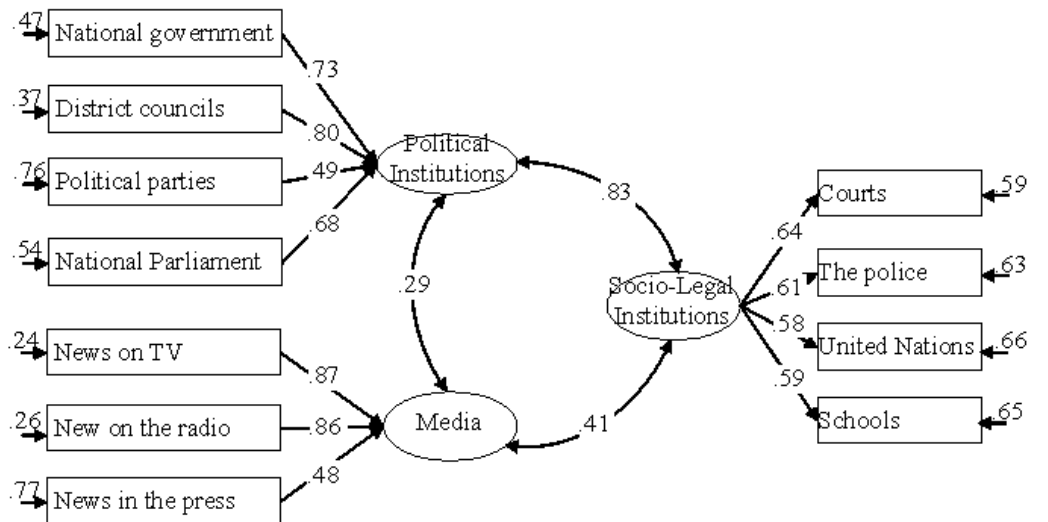 .47
National government
.73
.37
District councils
.80
Political
Institutions
.76
Political parties
.49
.83
.59
Courts
.68
.64
.54
National Parliament
.29
Socio-Legal
Institutions
.61
The police
.63
.58
United Nations
.66
.24
News on TV
.87
.59
.26
New on the radio
.86
Media
.41
Schools
.65
.48
.77
News in the press